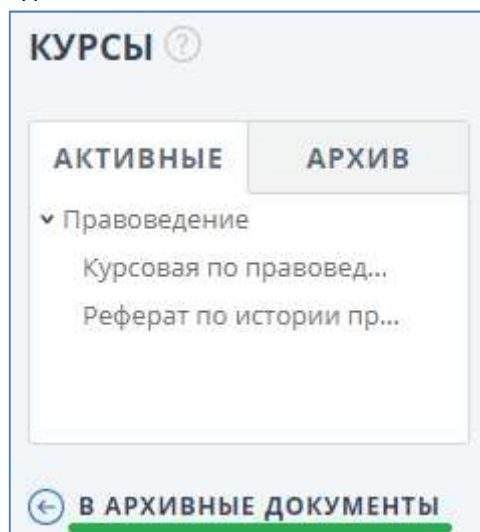 КУРСЫ ?
АКТИВНЫЕ АРХИВ
Правоведение
Курсовая по правовед...
Реферат по истории пр...
В АРХИВНЫЕ ДОКУМЕНТЫ